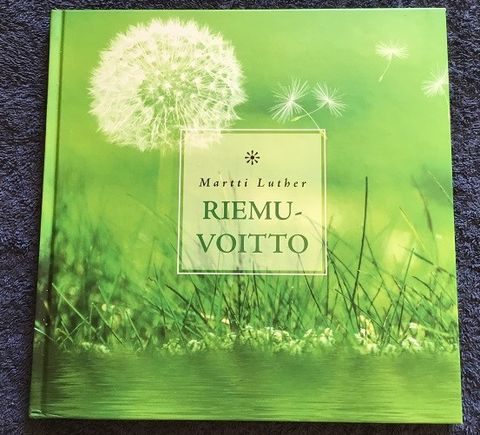 Martti Luther
RIEMU-
VOITTO